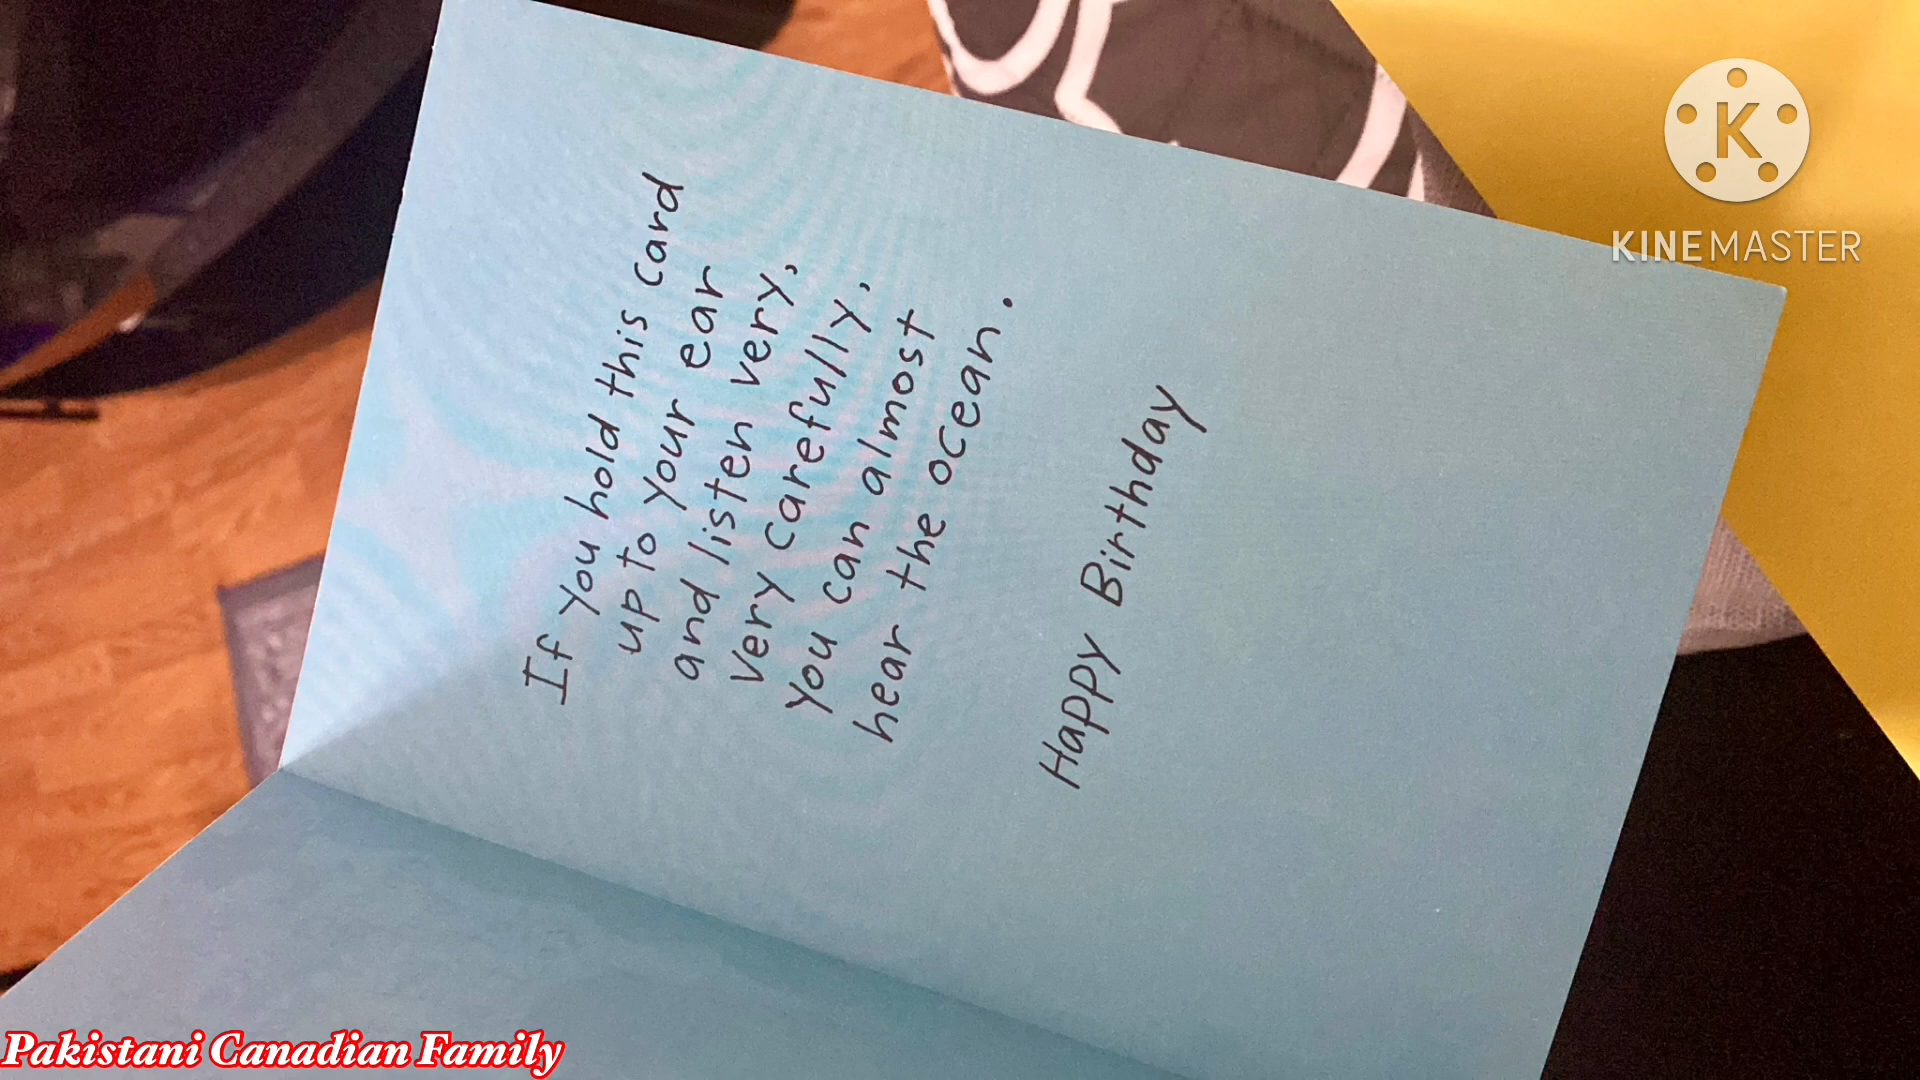 If you hold this card
up to your ear
and listen very,
very carefully,
you can almost
hear the ocean.
Happy Birthday
K
KINEMASTER
Pakistani Canadian Family